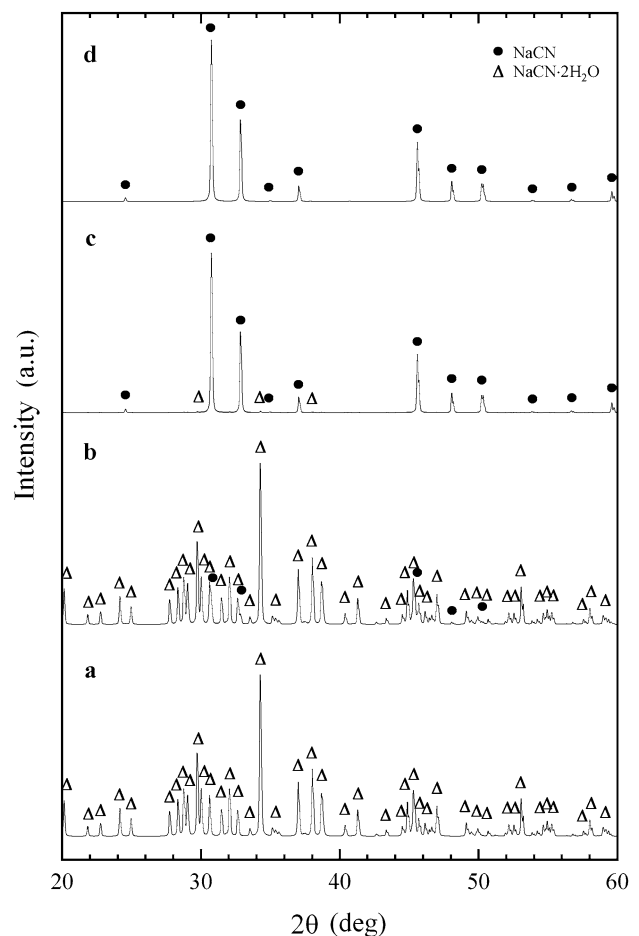 d
● NaCN
Δ NaCN·2H₂O
c
b
a
Intensity (a.u.)
20 30 40 50 60
2θ (deg)